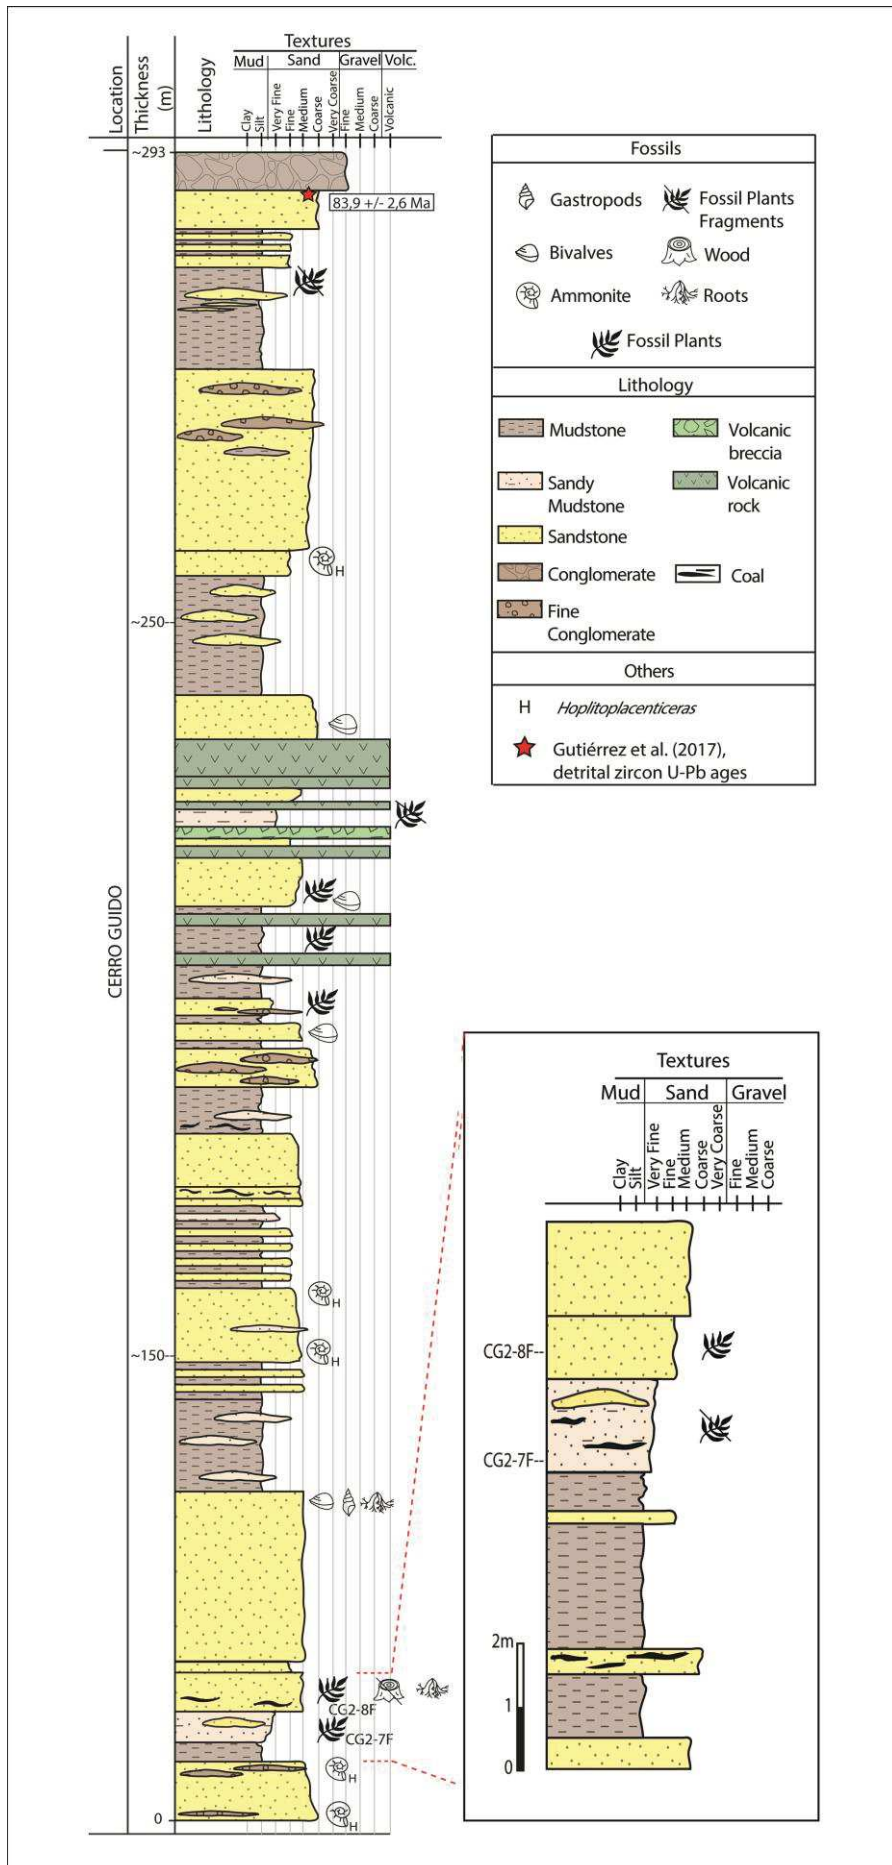 Location
Thickness
(m)
Lithology
Textures
Mud
Sand
Gravel
Volc.
Clay
Silt
Very Fine
Fine
Medium
Coarse
Very Coarse
Fine
Medium
Coarse
Volcanic
~293
83,9 +/- 2,6 Ma
H
~250--
CERRO GUIDO
H
~150--
H
CG2-8F
CG2-7F
H
0
H
Fossils
Gastropods
Fossil Plants
Fragments
Bivalves
Wood
Ammonite
Roots
Fossil Plants
Lithology
Mudstone
Volcanic
breccia
Sandy
Mudstone
Volcanic
rock
Sandstone
Conglomerate
Coal
Fine
Conglomerate
Others
H Hoplitoplacenticeras
Gutiérrez et al. (2017),
detrital zircon U-Pb ages
Textures
Mud
Sand
Gravel
Clay
Silt
Very Fine
Fine
Medium
Coarse
Very Coarse
Fine
Medium
Coarse
CG2-8F--
CG2-7F--
2m
1
0